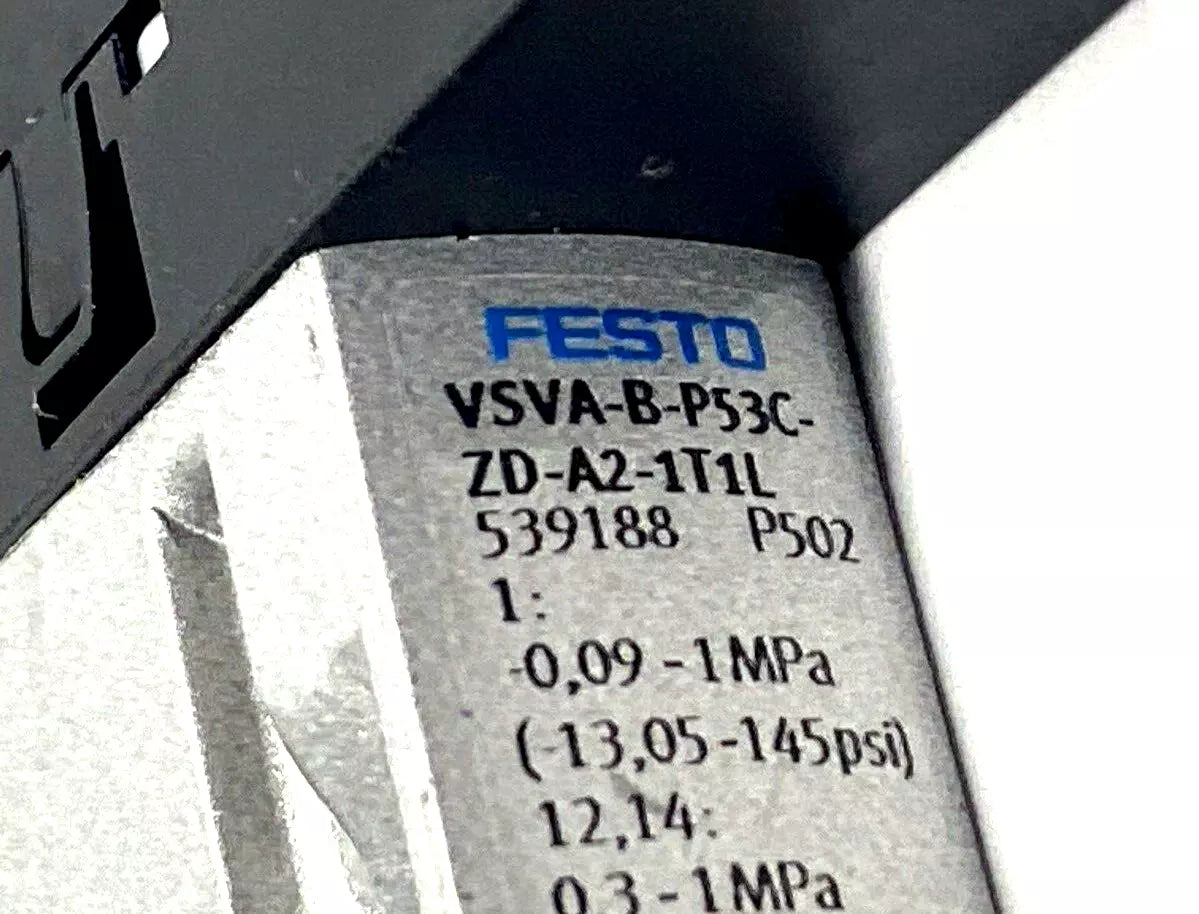 FESTO
VSVA-B-P53C-
ZD-A2-1T1L
539188 P502
1:
-0,09-1MPa
(-13,05-145psi)
12,14:
0,3-1MPa